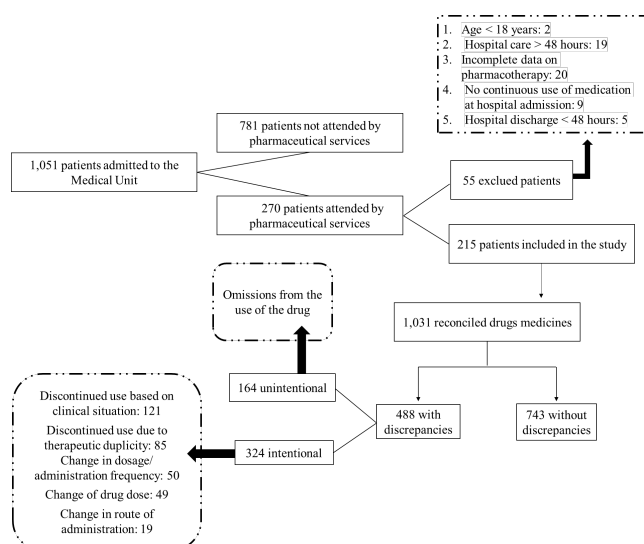 1. Age < 18 years: 2
2. Hospital care > 48 hours: 19
3. Incomplete data on
pharmacotherapy: 20
4. No continuous use of medication
at hospital admission: 9
5. Hospital discharge < 48 hours: 5
781 patients not attended by
pharmaceutical services
1,051 patients admitted to the
Medical Unit
55 exclued patients
270 patients attended by
pharmaceutical services
215 patients included in the study
Omissions from the
use of the drug
1,031 reconciled drugs medicines
164 unintentional
488 with
discrepancies
743 without
discrepancies
324 intentional
Discontinued use based on
clinical situation: 121
Discontinued use due to
therapeutic duplicity: 85
Change in dosage/
administration frequency: 50
Change of drug dose: 49
Change in route of
administration: 19